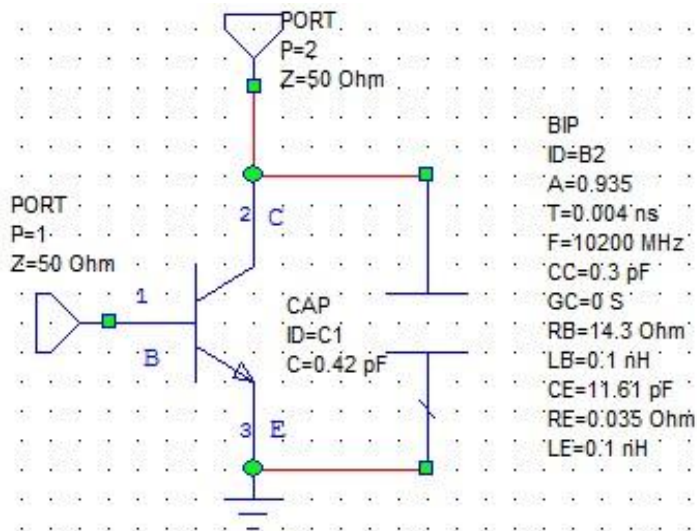 PORT
P=2
Z=50 Ohm
BIP
ID=B2
A=0.935
T=0.004 ns
F=10200 MHz
CC=0.3 pF
GC=0 S
RB=14.3 Ohm
LB=0.1 nH
CE=11.61 pF
RE=0.035 Ohm
LE=0.1 nH
PORT
P=1
Z=50 Ohm
2 C
1
B
CAP
ID=C1
C=0.42 pF
3 E